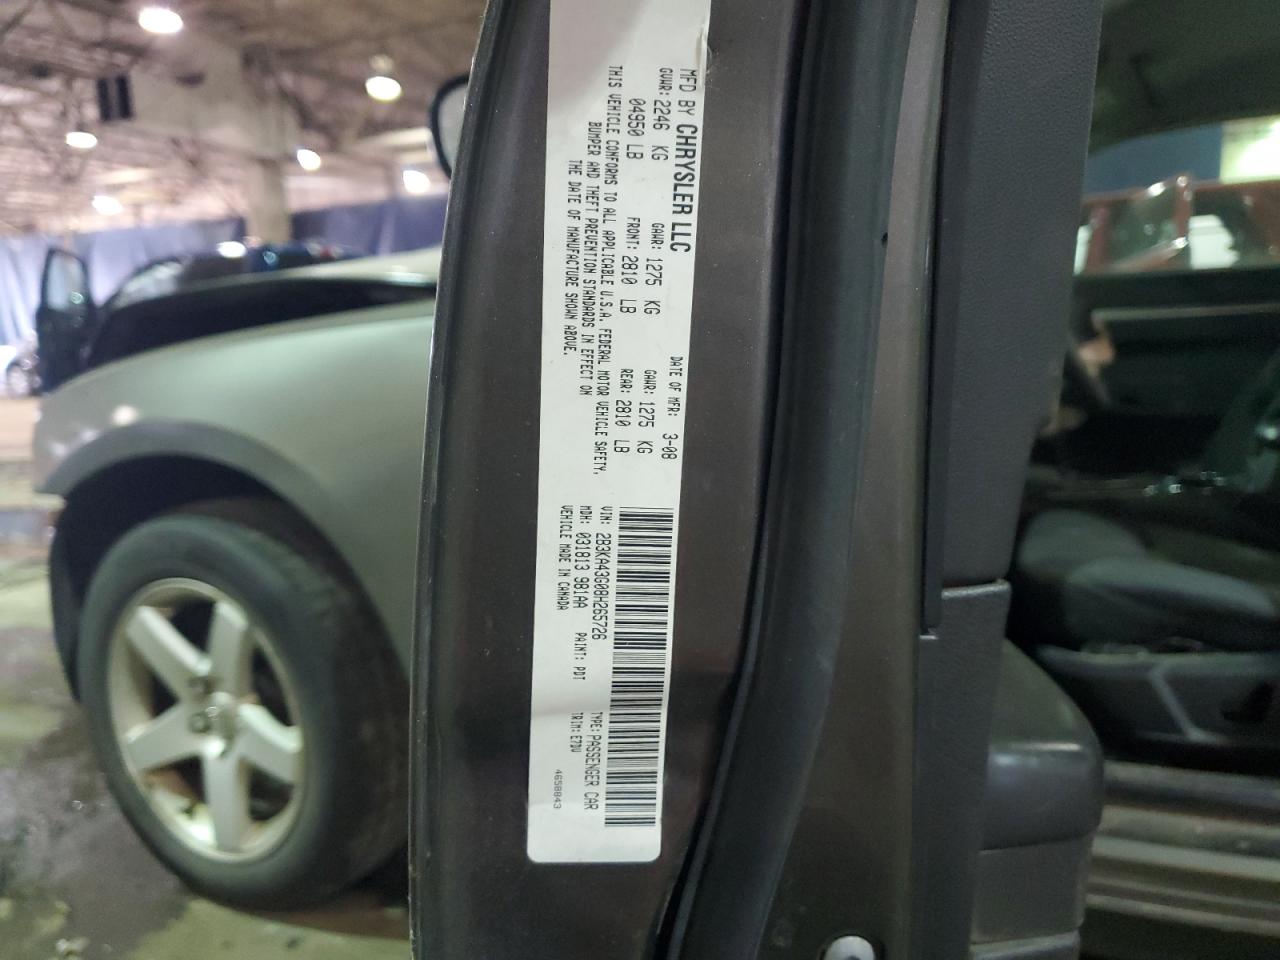 MFD BY CHRYSLER LLC
DATE OF MFR: 3-08
GVWR: 2246 KG
GAWR: 1275 KG
GAWR: 1275 KG
04950 LB
FRONT: 2810 LB
REAR: 2810 LB
THIS VEHICLE CONFORMS TO ALL APPLICABLE U.S.A. FEDERAL MOTOR VEHICLE SAFETY,
BUMPER AND THEFT PREVENTION STANDARDS IN EFFECT ON
THE DATE OF MANUFACTURE SHOWN ABOVE.
VIN: 2B3KA43G08H265726
TYPE: PASSENGER CAR
MDH: 031813 981AA
PAINT: PDT
TRIM: E7DV
VEHICLE MADE IN CANADA
4658843